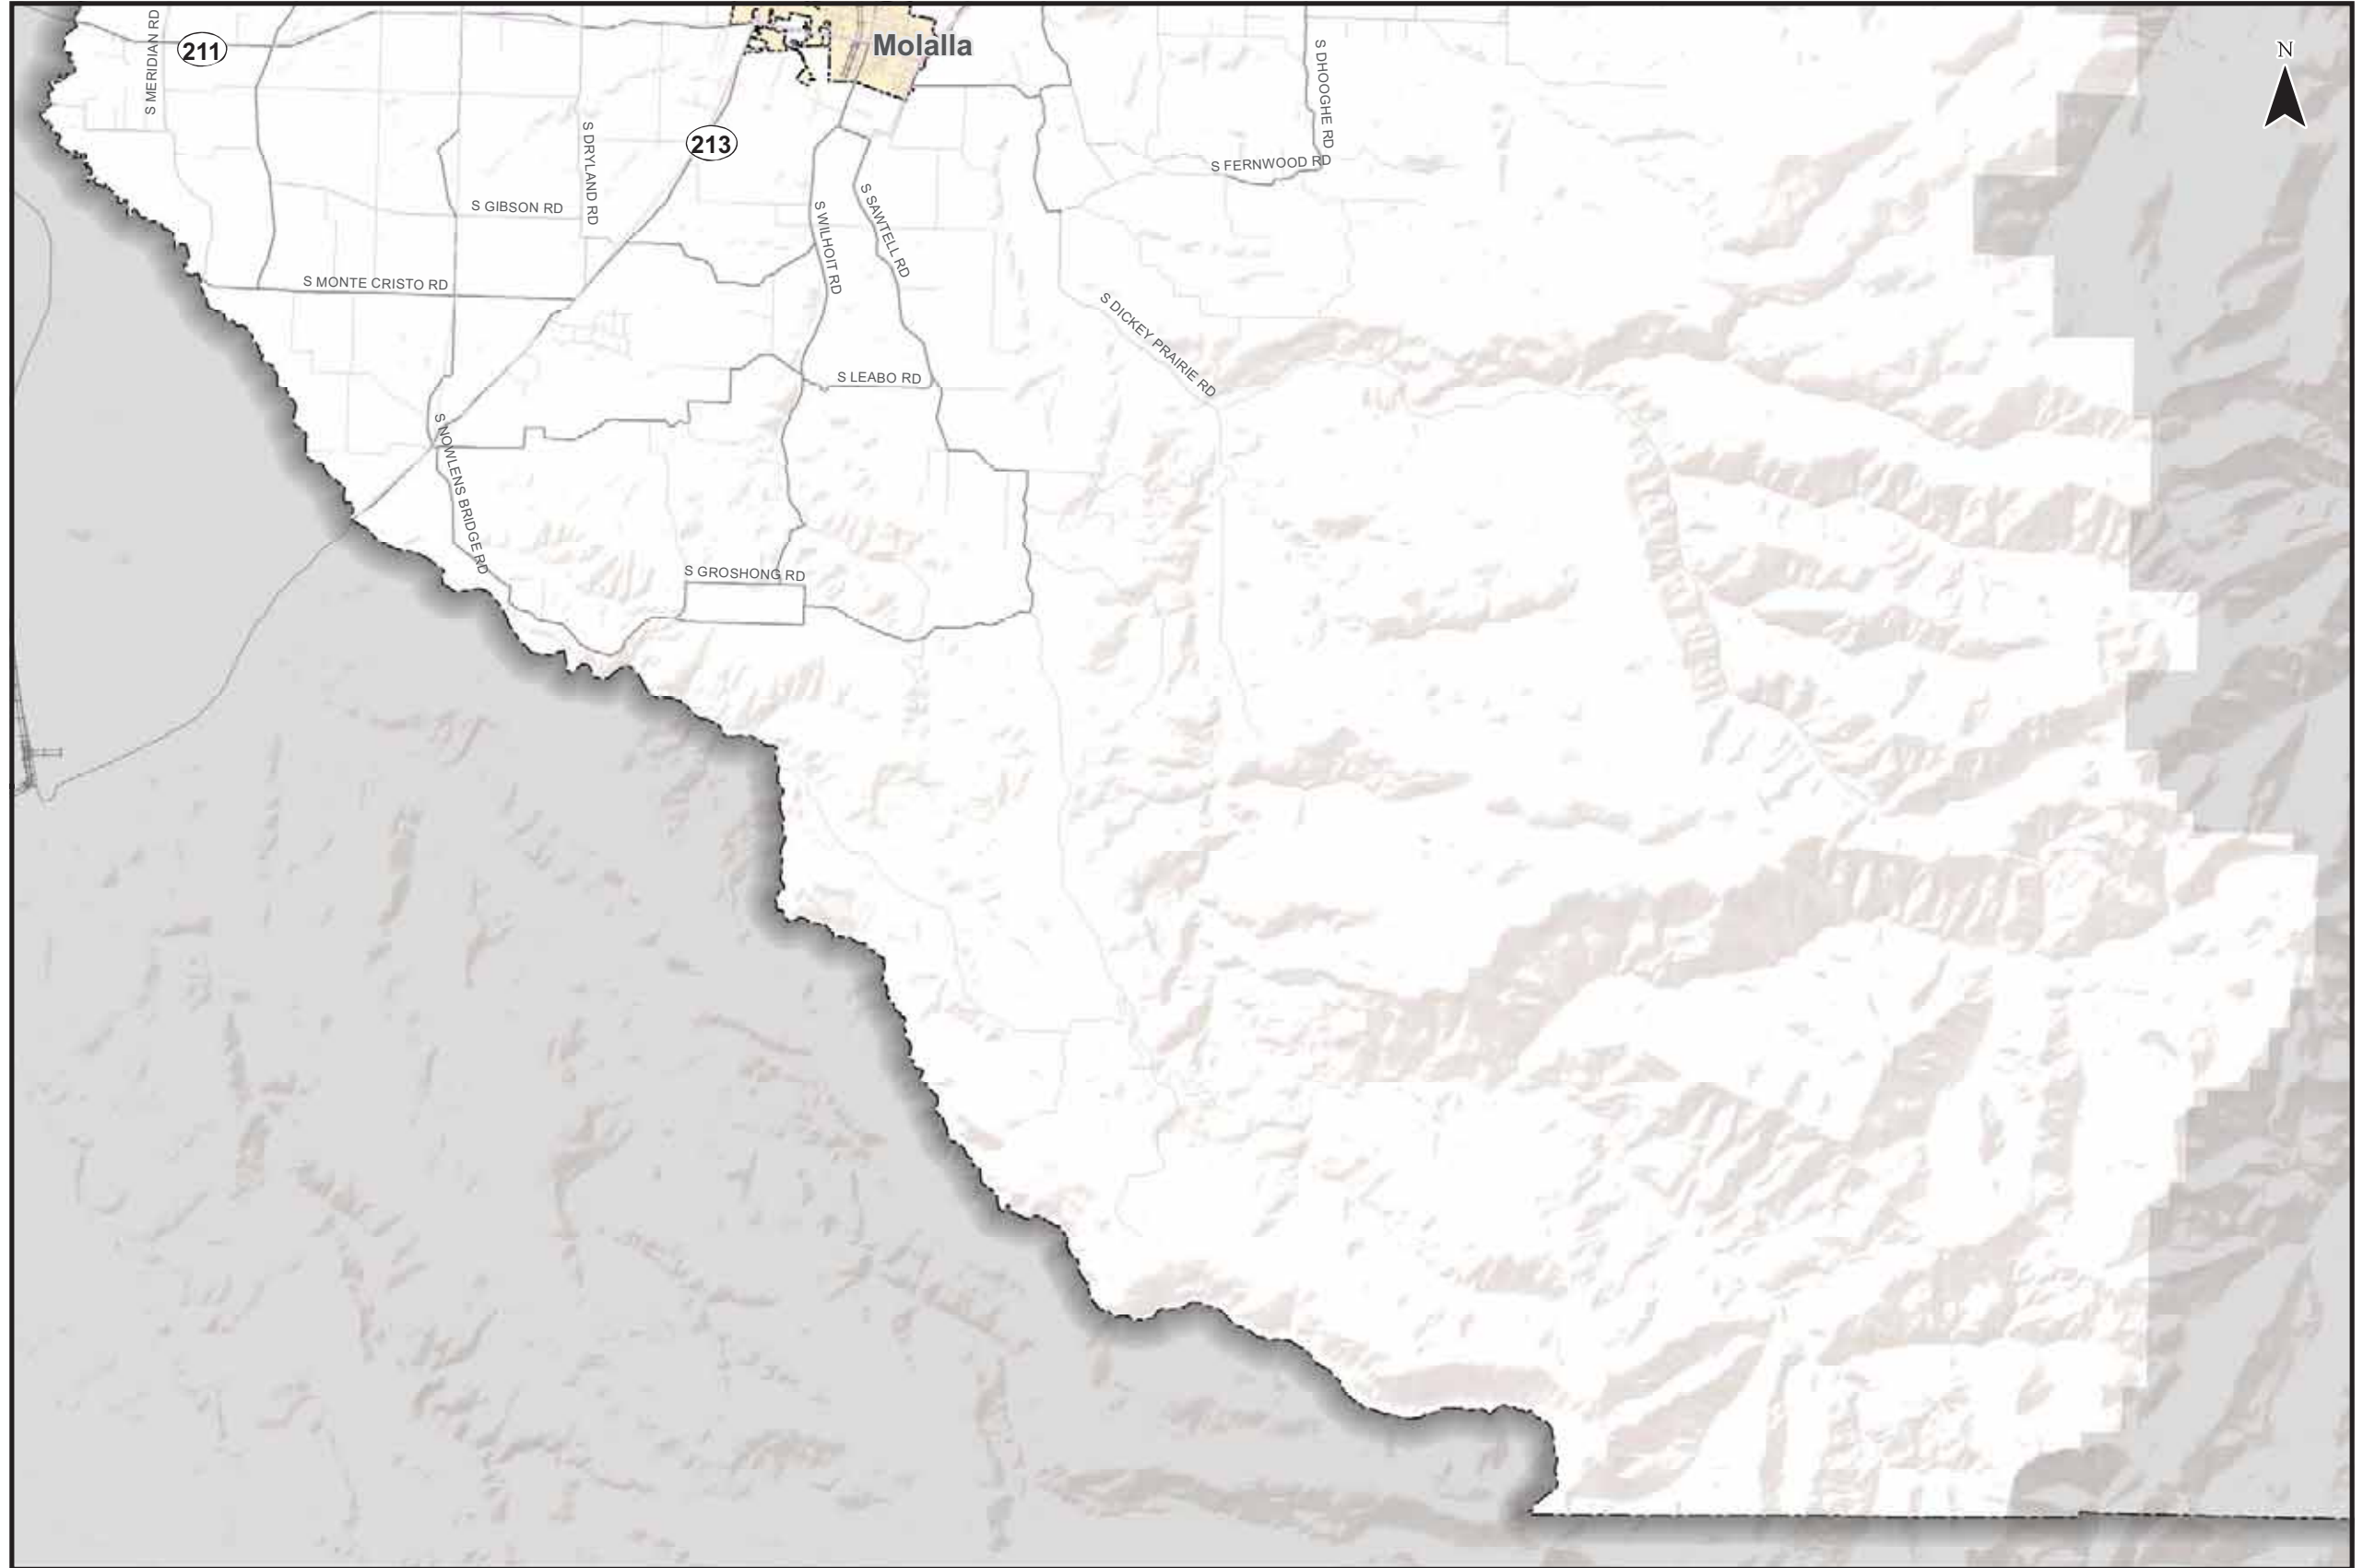 S MERIDIAN RD
211
Molalla
N
S DHOOGHE RD
213
S DRYLAND RD
S FERNWOOD RD
S GIBSON RD
S WILHOIT RD
S SAWTELL RD
S MONTE CRISTO RD
S DICKEY PRAIRIE RD
S LEABO RD
S NOWLENS BRIDGE RD
S GROSHONG RD